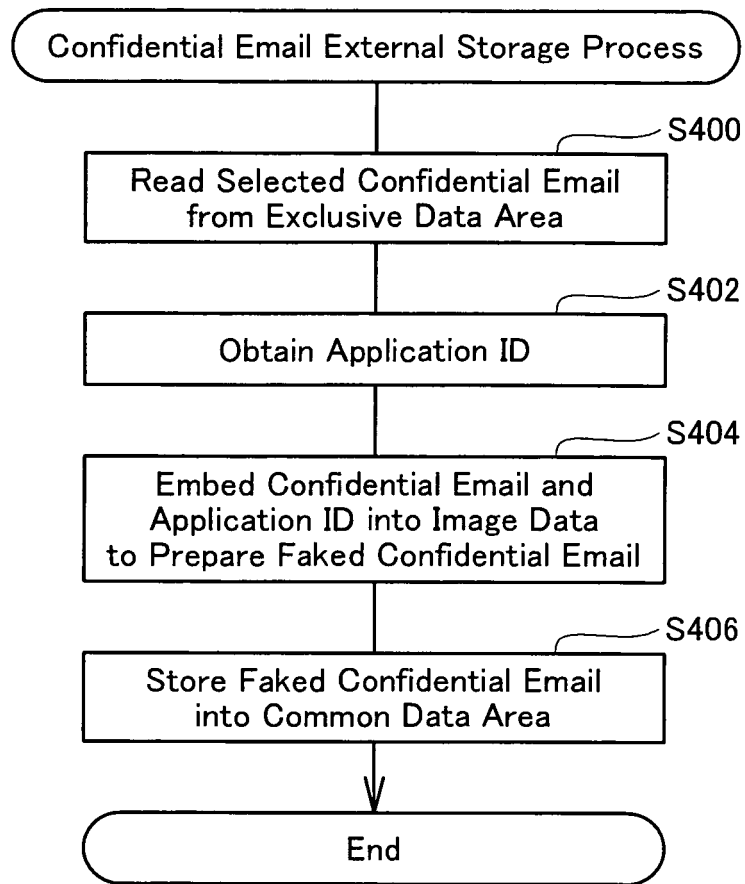 Confidential Email External Storage Process
S400
Read Selected Confidential Email
from Exclusive Data Area
S402
Obtain Application ID
S404
Embed Confidential Email and
Application ID into Image Data
to Prepare Faked Confidential Email
S406
Store Faked Confidential Email
into Common Data Area
End